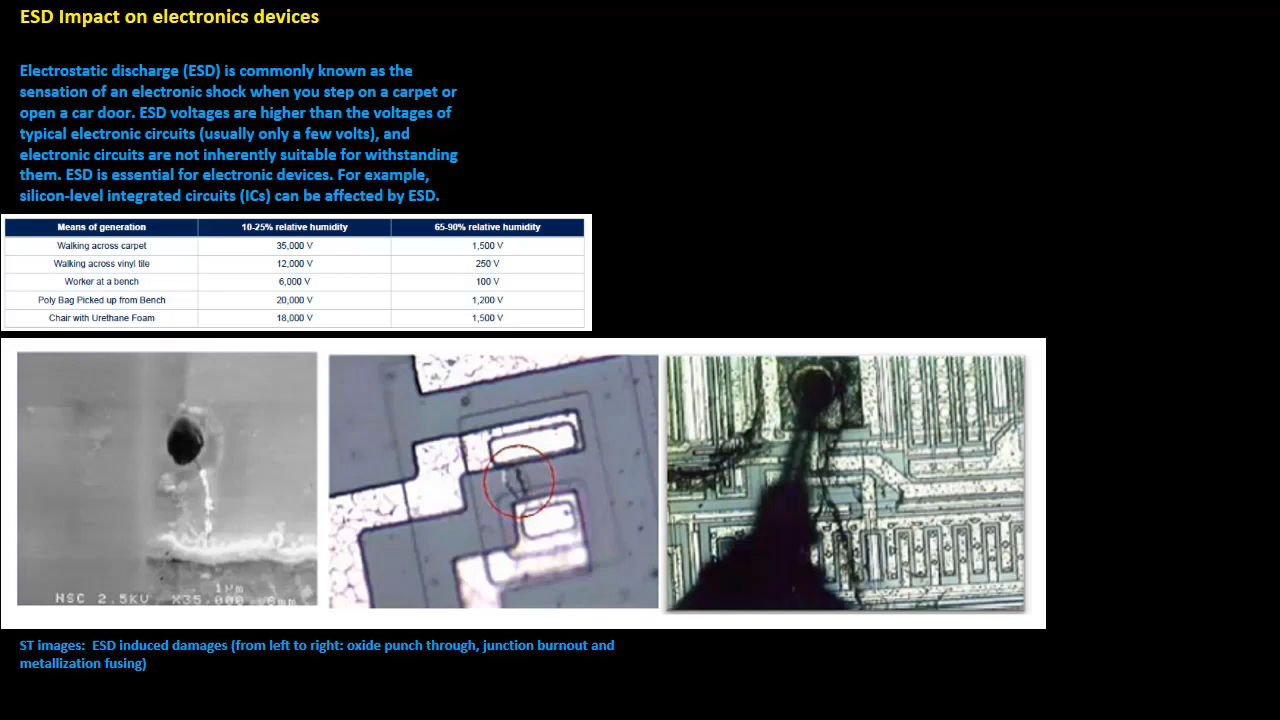 ESD Impact on electronics devices
Electrostatic discharge (ESD) is commonly known as the
sensation of an electronic shock when you step on a carpet or
open a car door. ESD voltages are higher than the voltages of
typical electronic circuits (usually only a few volts), and
electronic circuits are not inherently suitable for withstanding
them. ESD is essential for electronic devices. For example,
silicon-level integrated circuits (ICs) can be affected by ESD.
Means of generation 10-25% relative humidity 65-90% relative humidity
Walking across carpet 35,000 V 1,500 V
Walking across vinyl tile 12,000 V 250 V
Worker at a bench 6,000 V 100 V
Poly Bag Picked up from Bench 20,000 V 1,200 V
Chair with Urethane Foam 18,000 V 1,500 V
1µm
HSC 2.5KV X35,000 6mm
ST images: ESD induced damages (from left to right: oxide punch through, junction burnout and
metallization fusing)